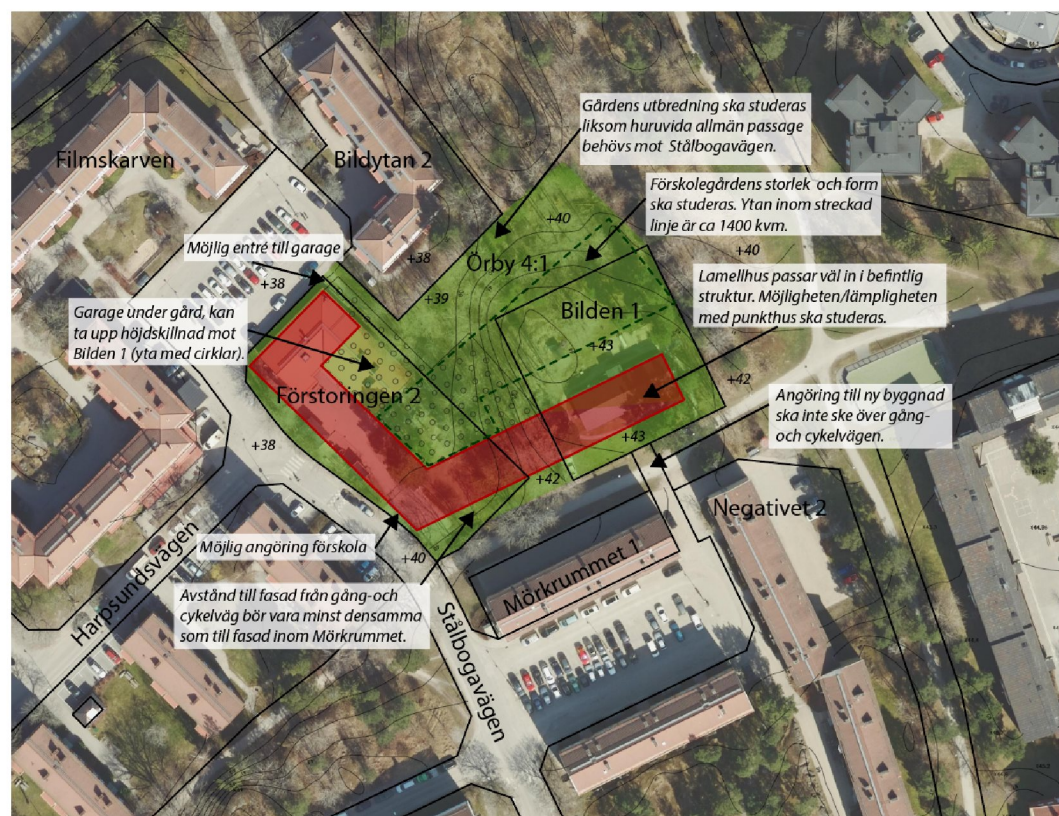 Gårdens utbredning ska studeras
liksom huruvida allmän passage
behövs mot Stålbogavägen.
Filmskarven
Bildytan 2
Förskolegårdens storlek och form
ska studeras. Ytan inom streckad
linje är ca 1400 kvm.
+40
+40
Möjlig entré till garage
+38
Örby 4:1
+38
Lamellhus passar väl in i befintlig
struktur. Möjligheten/lämpligheten
med punkthus ska studeras.
+39
Garage under gård, kan
ta upp höjdskillnad mot
Bilden 1 (yta med cirklar).
Bilden 1
+43
+42
Förstoringen 2
Angöring till ny byggnad
ska inte ske över gång-
och cykelvägen.
+38
+43
+42
Negativet 2
Möjlig angöring förskola
+40
Mörkrummet 1
Harpsundsvägen
Avstånd till fasad från gång-och
cykelväg bör vara minst densamma
som till fasad inom Mörkrummet.
Stålbogavägen